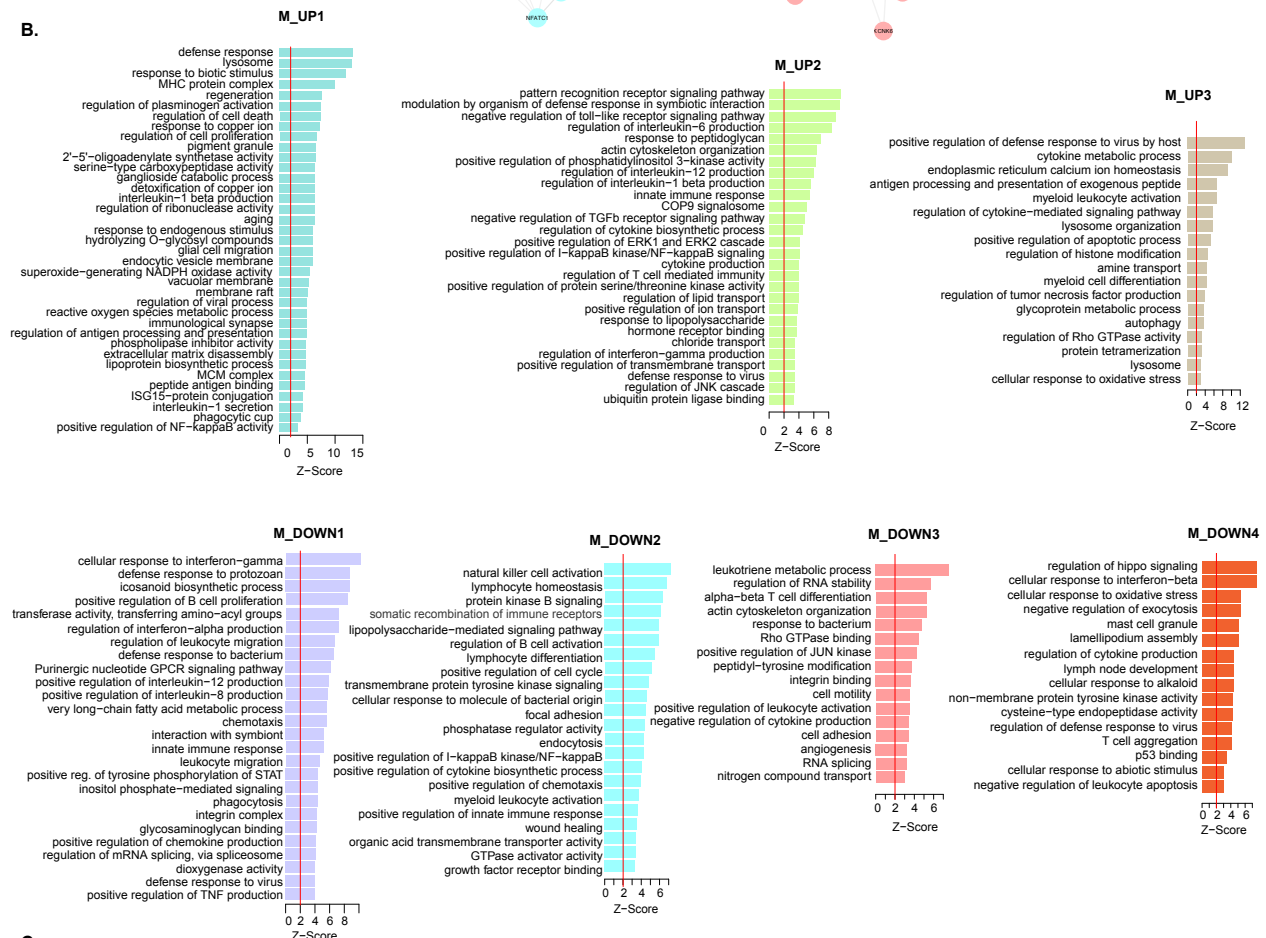 NFATC1
KCNK6
B.
M_UP1
defense response
lysosome
response to biotic stimulus
MHC protein complex
regeneration
regulation of plasminogen activation
regulation of cell death
response to copper ion
regulation of cell proliferation
pigment granule
2'−5'−oligoadenylate synthetase activity
serine−type carboxypeptidase activity
ganglioside catabolic process
detoxification of copper ion
interleukin−1 beta production
regulation of ribonuclease activity
aging
response to endogenous stimulus
hydrolyzing O−glycosyl compounds
glial cell migration
endocytic vesicle membrane
superoxide−generating NADPH oxidase activity
vacuolar membrane
membrane raft
regulation of viral process
reactive oxygen species metabolic process
immunological synapse
regulation of antigen processing and presentation
phospholipase inhibitor activity
extracellular matrix disassembly
lipoprotein biosynthetic process
MCM complex
peptide antigen binding
ISG15−protein conjugation
interleukin−1 secretion
phagocytic cup
positive regulation of NF−kappaB activity
0 5 10 15
Z−Score
M_UP2
pattern recognition receptor signaling pathway
modulation by organism of defense response in symbiotic interaction
negative regulation of toll−like receptor signaling pathway
regulation of interleukin−6 production
response to peptidoglycan
actin cytoskeleton organization
positive regulation of phosphatidylinositol 3−kinase activity
regulation of interleukin−12 production
regulation of interleukin−1 beta production
innate immune response
COP9 signalosome
negative regulation of TGFb receptor signaling pathway
regulation of cytokine biosynthetic process
positive regulation of ERK1 and ERK2 cascade
positive regulation of I−kappaB kinase/NF−kappaB signaling
cytokine production
regulation of T cell mediated immunity
positive regulation of protein serine/threonine kinase activity
regulation of lipid transport
positive regulation of ion transport
response to lipopolysaccharide
hormone receptor binding
chloride transport
regulation of interferon−gamma production
positive regulation of transmembrane transport
defense response to virus
regulation of JNK cascade
ubiquitin protein ligase binding
0 2 4 6 8
Z−Score
M_UP3
positive regulation of defense response to virus by host
cytokine metabolic process
endoplasmic reticulum calcium ion homeostasis
antigen processing and presentation of exogenous peptide
myeloid leukocyte activation
regulation of cytokine−mediated signaling pathway
lysosome organization
positive regulation of apoptotic process
regulation of histone modification
amine transport
myeloid cell differentiation
regulation of tumor necrosis factor production
glycoprotein metabolic process
autophagy
regulation of Rho GTPase activity
protein tetramerization
lysosome
cellular response to oxidative stress
0 4 8 12
Z−Score
M_DOWN1
cellular response to interferon−gamma
defense response to protozoan
icosanoid biosynthetic process
positive regulation of B cell proliferation
transferase activity, transferring amino−acyl groups
regulation of interferon−alpha production
regulation of leukocyte migration
defense response to bacterium
Purinergic nucleotide GPCR signaling pathway
positive regulation of interleukin−12 production
positive regulation of interleukin−8 production
very long−chain fatty acid metabolic process
chemotaxis
interaction with symbiont
innate immune response
leukocyte migration
positive reg. of tyrosine phosphorylation of STAT
inositol phosphate−mediated signaling
phagocytosis
integrin complex
glycosaminoglycan binding
positive regulation of chemokine production
regulation of mRNA splicing, via spliceosome
dioxygenase activity
defense response to virus
positive regulation of TNF production
0 2 4 6 8
Z−Score
M_DOWN2
natural killer cell activation
lymphocyte homeostasis
protein kinase B signaling
somatic recombination of immune receptors
lipopolysaccharide−mediated signaling pathway
regulation of B cell activation
lymphocyte differentiation
positive regulation of cell cycle
transmembrane protein tyrosine kinase signaling
cellular response to molecule of bacterial origin
focal adhesion
phosphatase regulator activity
endocytosis
positive regulation of I−kappaB kinase/NF−kappaB
positive regulation of cytokine biosynthetic process
positive regulation of chemotaxis
myeloid leukocyte activation
positive regulation of innate immune response
wound healing
organic acid transmembrane transporter activity
GTPase activator activity
growth factor receptor binding
0 2 4 6
Z−Score
M_DOWN3
leukotriene metabolic process
regulation of RNA stability
alpha−beta T cell differentiation
actin cytoskeleton organization
response to bacterium
Rho GTPase binding
positive regulation of JUN kinase
peptidyl−tyrosine modification
integrin binding
cell motility
positive regulation of leukocyte activation
negative regulation of cytokine production
cell adhesion
angiogenesis
RNA splicing
nitrogen compound transport
0 2 4 6
Z−Score
M_DOWN4
regulation of hippo signaling
cellular response to interferon−beta
cellular response to oxidative stress
negative regulation of exocytosis
mast cell granule
lamellipodium assembly
regulation of cytokine production
lymph node development
cellular response to alkaloid
non−membrane protein tyrosine kinase activity
cysteine−type endopeptidase activity
regulation of defense response to virus
T cell aggregation
p53 binding
cellular response to abiotic stimulus
negative regulation of leukocyte apoptosis
0 2 4 6
Z−Score